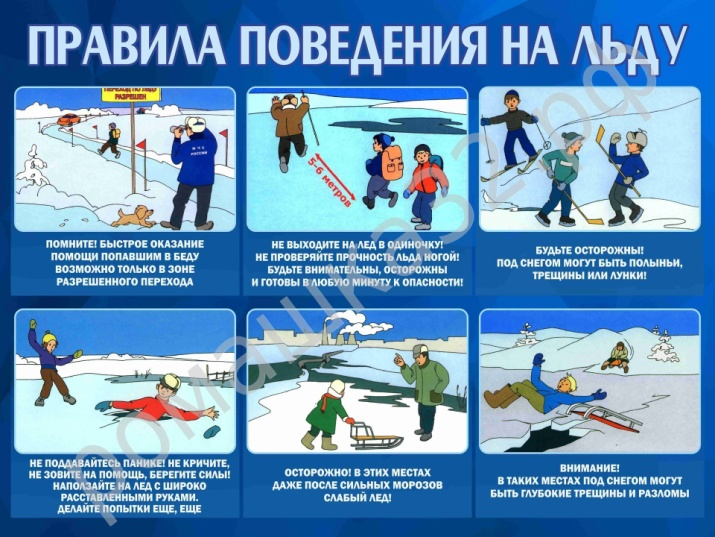 ПРАВИЛА ПОВЕДЕНИЯ НА ЛЬДУ
ПЕРЕХОД ПО ЛЬДУ
РАЗРЕШЕН
МЧС
РОССИИ
ПОМНИТЕ! БЫСТРОЕ ОКАЗАНИЕ
ПОМОЩИ ПОПАВШИМ В БЕДУ
ВОЗМОЖНО ТОЛЬКО В ЗОНЕ
РАЗРЕШЕННОГО ПЕРЕХОДА
5-6 метров
НЕ ВЫХОДИТЕ НА ЛЕД В ОДИНОЧКУ!
НЕ ПРОВЕРЯЙТЕ ПРОЧНОСТЬ ЛЬДА НОГОЙ!
БУДЬТЕ ВНИМАТЕЛЬНЫ, ОСТОРОЖНЫ
И ГОТОВЫ В ЛЮБУЮ МИНУТУ К ОПАСНОСТИ!
БУДЬТЕ ОСТОРОЖНЫ!
ПОД СНЕГОМ МОГУТ БЫТЬ ПОЛЫНЬИ,
ТРЕЩИНЫ ИЛИ ЛУНКИ!
НЕ ПОДДАВАЙТЕСЬ ПАНИКЕ! НЕ КРИЧИТЕ,
НЕ ЗОВИТЕ НА ПОМОЩЬ, БЕРЕГИТЕ СИЛЫ!
НАПОЛЗАЙТЕ НА ЛЕД С ШИРОКО
РАССТАВЛЕННЫМИ РУКАМИ.
ДЕЛАЙТЕ ПОПЫТКИ ЕЩЕ, ЕЩЕ
ОСТОРОЖНО! В ЭТИХ МЕСТАХ
ДАЖЕ ПОСЛЕ СИЛЬНЫХ МОРОЗОВ
СЛАБЫЙ ЛЕД!
ВНИМАНИЕ!
В ТАКИХ МЕСТАХ ПОД СНЕГОМ МОГУТ
БЫТЬ ГЛУБОКИЕ ТРЕЩИНЫ И РАЗЛОМЫ
ромашка32.рф